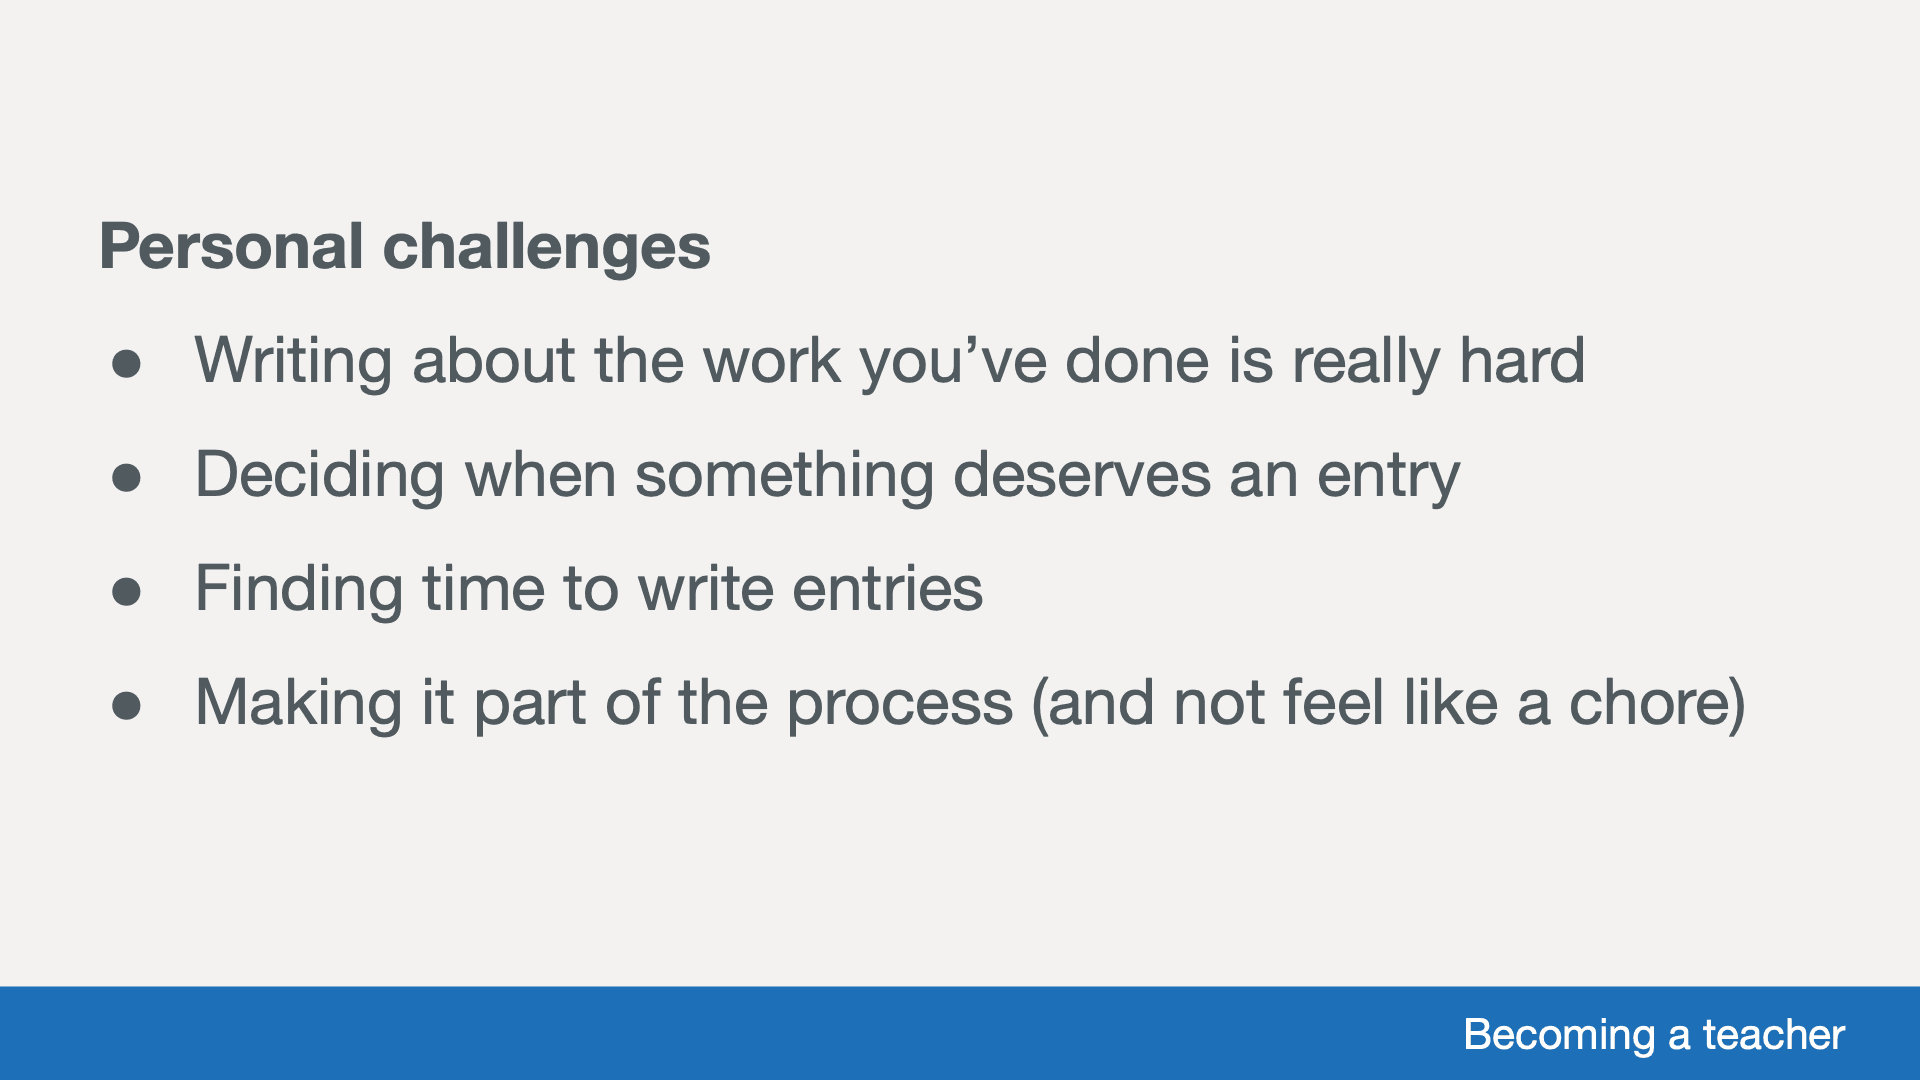 Personal challenges
● Writing about the work you’ve done is really hard
● Deciding when something deserves an entry
● Finding time to write entries
● Making it part of the process (and not feel like a chore)
Becoming a teacher